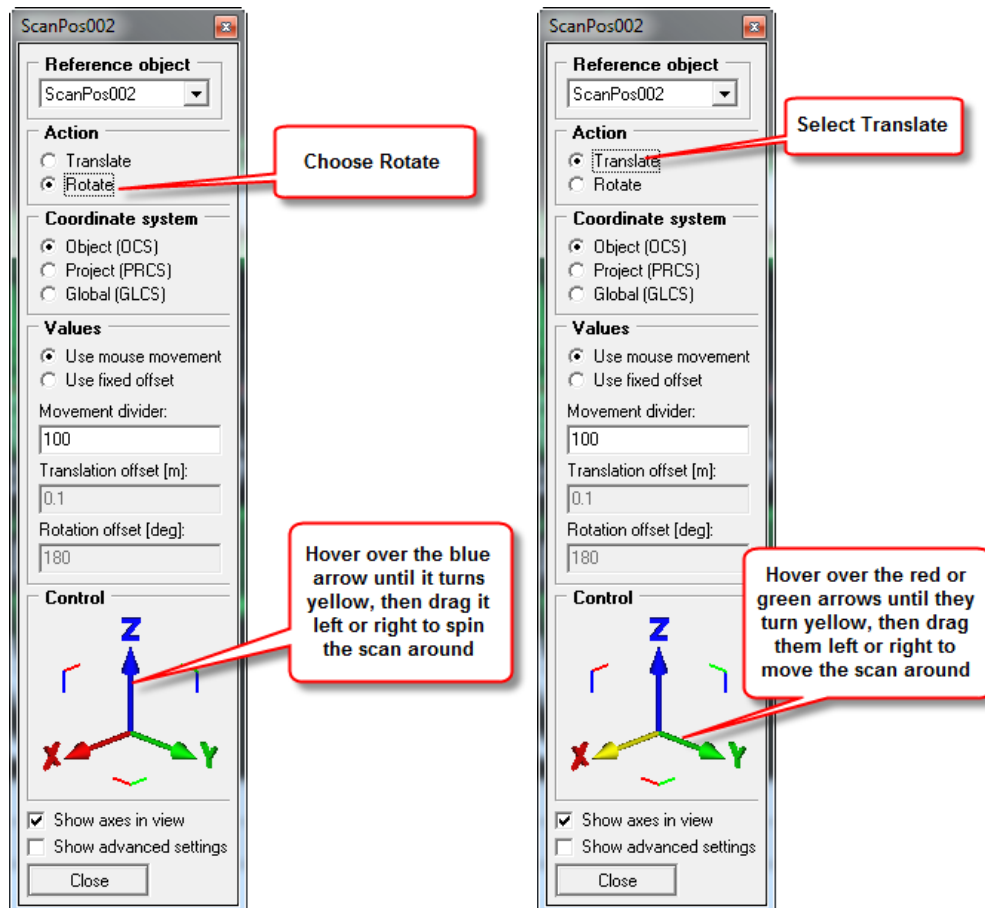 ScanPos002
Reference object
ScanPos002
Action
Translate
Rotate
Choose Rotate
Coordinate system
Object (OCS)
Project (PRCS)
Global (GLCS)
Values
Use mouse movement
Use fixed offset
Movement divider:
100
Translation offset [m]:
0.1
Rotation offset [deg]:
180
Hover over the blue
arrow until it turns
yellow, then drag it
left or right to spin
the scan around
Control
Z
X
Y
Show axes in view
Show advanced settings
Close
ScanPos002
Reference object
ScanPos002
Action
Translate
Rotate
Select Translate
Coordinate system
Object (OCS)
Project (PRCS)
Global (GLCS)
Values
Use mouse movement
Use fixed offset
Movement divider:
100
Translation offset [m]:
0.1
Rotation offset [deg]:
180
Hover over the red or
green arrows until they
turn yellow, then drag
them left or right to
move the scan around
Control
Z
X
Y
Show axes in view
Show advanced settings
Close